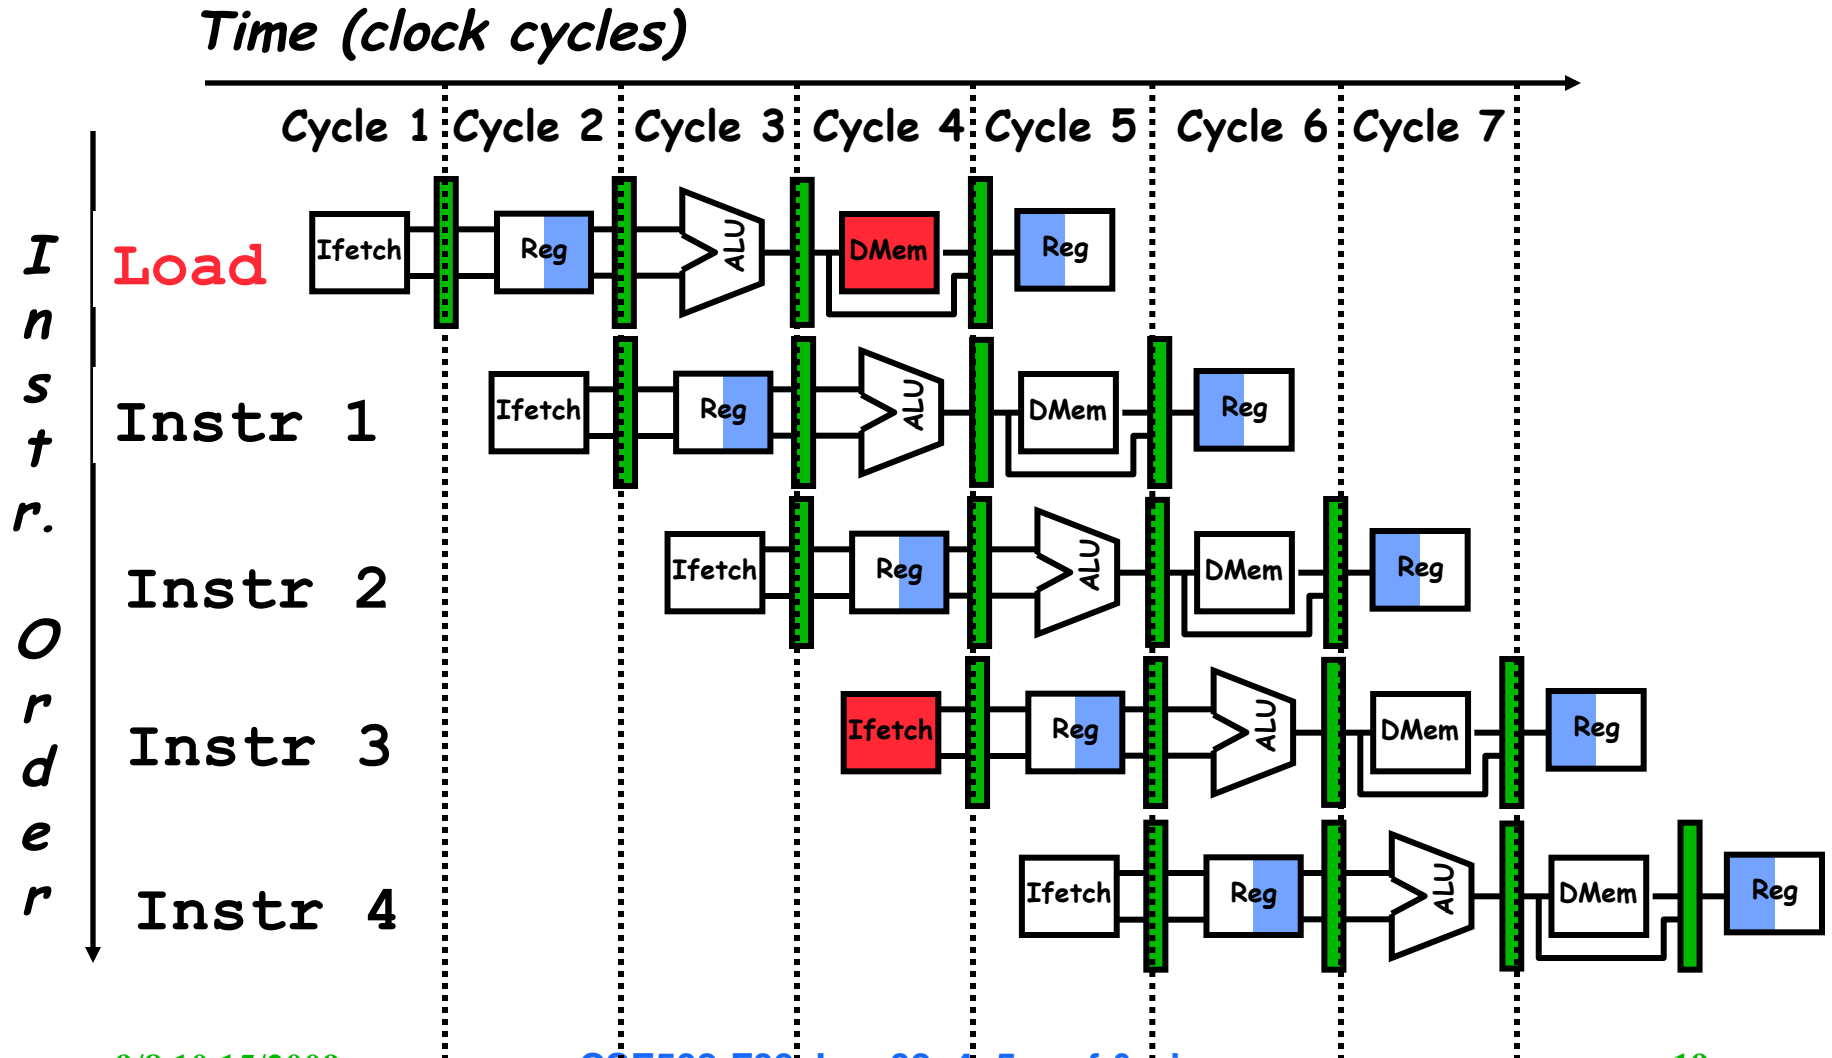 Time (clock cycles)
Cycle 1 Cycle 2 Cycle 3 Cycle 4 Cycle 5 Cycle 6 Cycle 7
Instr. Order
Load Ifetch Reg ALU DMem Reg
Instr 1 Ifetch Reg ALU DMem Reg
Instr 2 Ifetch Reg ALU DMem Reg
Instr 3 Ifetch Reg ALU DMem Reg
Instr 4 Ifetch Reg ALU DMem Reg